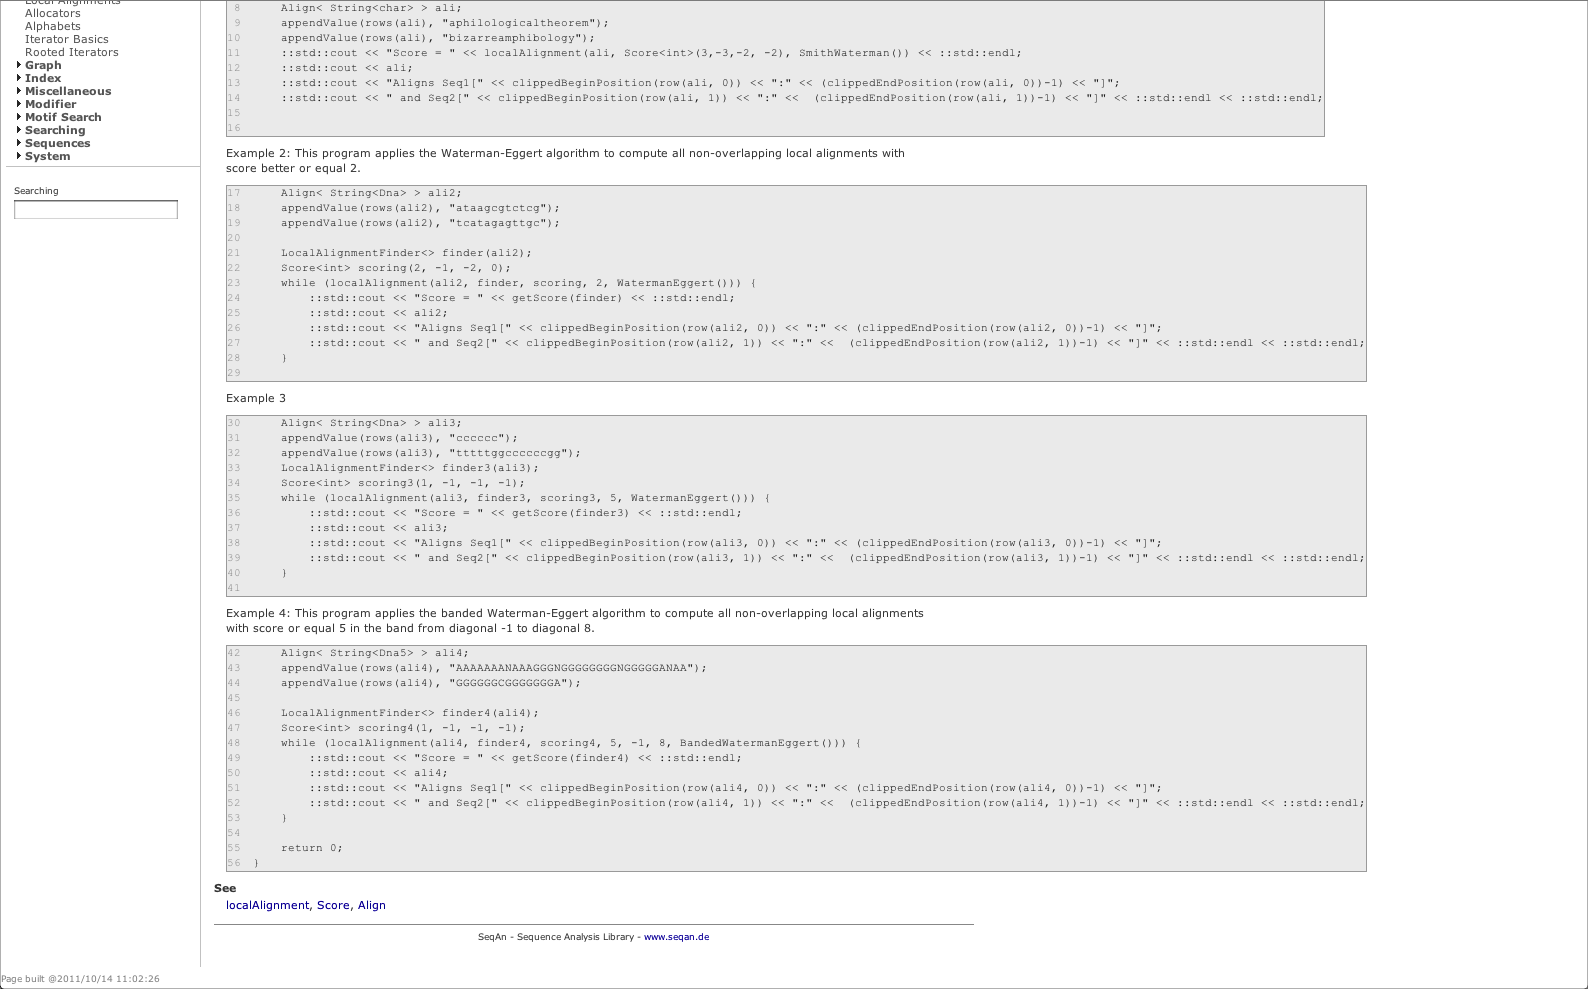 Local Alignments
Allocators
Alphabets
Iterator Basics
Rooted Iterators
Graph
Index
Miscellaneous
Modifier
Motif Search
Searching
Sequences
System
Searching
8 Align< String<char> > ali;
9 appendValue(rows(ali), "aphilologicaltheorem");
10 appendValue(rows(ali), "bizarreamphibology");
11 ::std::cout << "Score = " << localAlignment(ali, Score<int>(3,-3,-2, -2), SmithWaterman()) << ::std::endl;
12 ::std::cout << ali;
13 ::std::cout << "Aligns Seq1[" << clippedBeginPosition(row(ali, 0)) << ":" << (clippedEndPosition(row(ali, 0))-1) << "]";
14 ::std::cout << " and Seq2[" << clippedBeginPosition(row(ali, 1)) << ":" <<  (clippedEndPosition(row(ali, 1))-1) << "]" << ::std::endl << ::std::endl;
15
16
Example 2: This program applies the Waterman-Eggert algorithm to compute all non-overlapping local alignments with
score better or equal 2.
17 Align< String<Dna> > ali2;
18 appendValue(rows(ali2), "ataagcgtctcg");
19 appendValue(rows(ali2), "tcatagagttgc");
20
21 LocalAlignmentFinder<> finder(ali2);
22 Score<int> scoring(2, -1, -2, 0);
23 while (localAlignment(ali2, finder, scoring, 2, WatermanEggert())) {
24 ::std::cout << "Score = " << getScore(finder) << ::std::endl;
25 ::std::cout << ali2;
26 ::std::cout << "Aligns Seq1[" << clippedBeginPosition(row(ali2, 0)) << ":" << (clippedEndPosition(row(ali2, 0))-1) << "]";
27 ::std::cout << " and Seq2[" << clippedBeginPosition(row(ali2, 1)) << ":" <<  (clippedEndPosition(row(ali2, 1))-1) << "]" << ::std::endl << ::std::endl;
28 }
29
Example 3
30 Align< String<Dna> > ali3;
31 appendValue(rows(ali3), "cccccc");
32 appendValue(rows(ali3), "tttttggccccccgg");
33 LocalAlignmentFinder<> finder3(ali3);
34 Score<int> scoring3(1, -1, -1, -1);
35 while (localAlignment(ali3, finder3, scoring3, 5, WatermanEggert())) {
36 ::std::cout << "Score = " << getScore(finder3) << ::std::endl;
37 ::std::cout << ali3;
38 ::std::cout << "Aligns Seq1[" << clippedBeginPosition(row(ali3, 0)) << ":" << (clippedEndPosition(row(ali3, 0))-1) << "]";
39 ::std::cout << " and Seq2[" << clippedBeginPosition(row(ali3, 1)) << ":" <<  (clippedEndPosition(row(ali3, 1))-1) << "]" << ::std::endl << ::std::endl;
40 }
41
Example 4: This program applies the banded Waterman-Eggert algorithm to compute all non-overlapping local alignments
with score or equal 5 in the band from diagonal -1 to diagonal 8.
42 Align< String<Dna5> > ali4;
43 appendValue(rows(ali4), "AAAAAAANAAAGGGNGGGGGGGGNGGGGGANAA");
44 appendValue(rows(ali4), "GGGGGGCGGGGGGGA");
45
46 LocalAlignmentFinder<> finder4(ali4);
47 Score<int> scoring4(1, -1, -1, -1);
48 while (localAlignment(ali4, finder4, scoring4, 5, -1, 8, BandedWatermanEggert())) {
49 ::std::cout << "Score = " << getScore(finder4) << ::std::endl;
50 ::std::cout << ali4;
51 ::std::cout << "Aligns Seq1[" << clippedBeginPosition(row(ali4, 0)) << ":" << (clippedEndPosition(row(ali4, 0))-1) << "]";
52 ::std::cout << " and Seq2[" << clippedBeginPosition(row(ali4, 1)) << ":" <<  (clippedEndPosition(row(ali4, 1))-1) << "]" << ::std::endl << ::std::endl;
53 }
54
55 return 0;
56 }
See
localAlignment, Score, Align
SeqAn - Sequence Analysis Library - www.seqan.de
Page built @2011/10/14 11:02:26